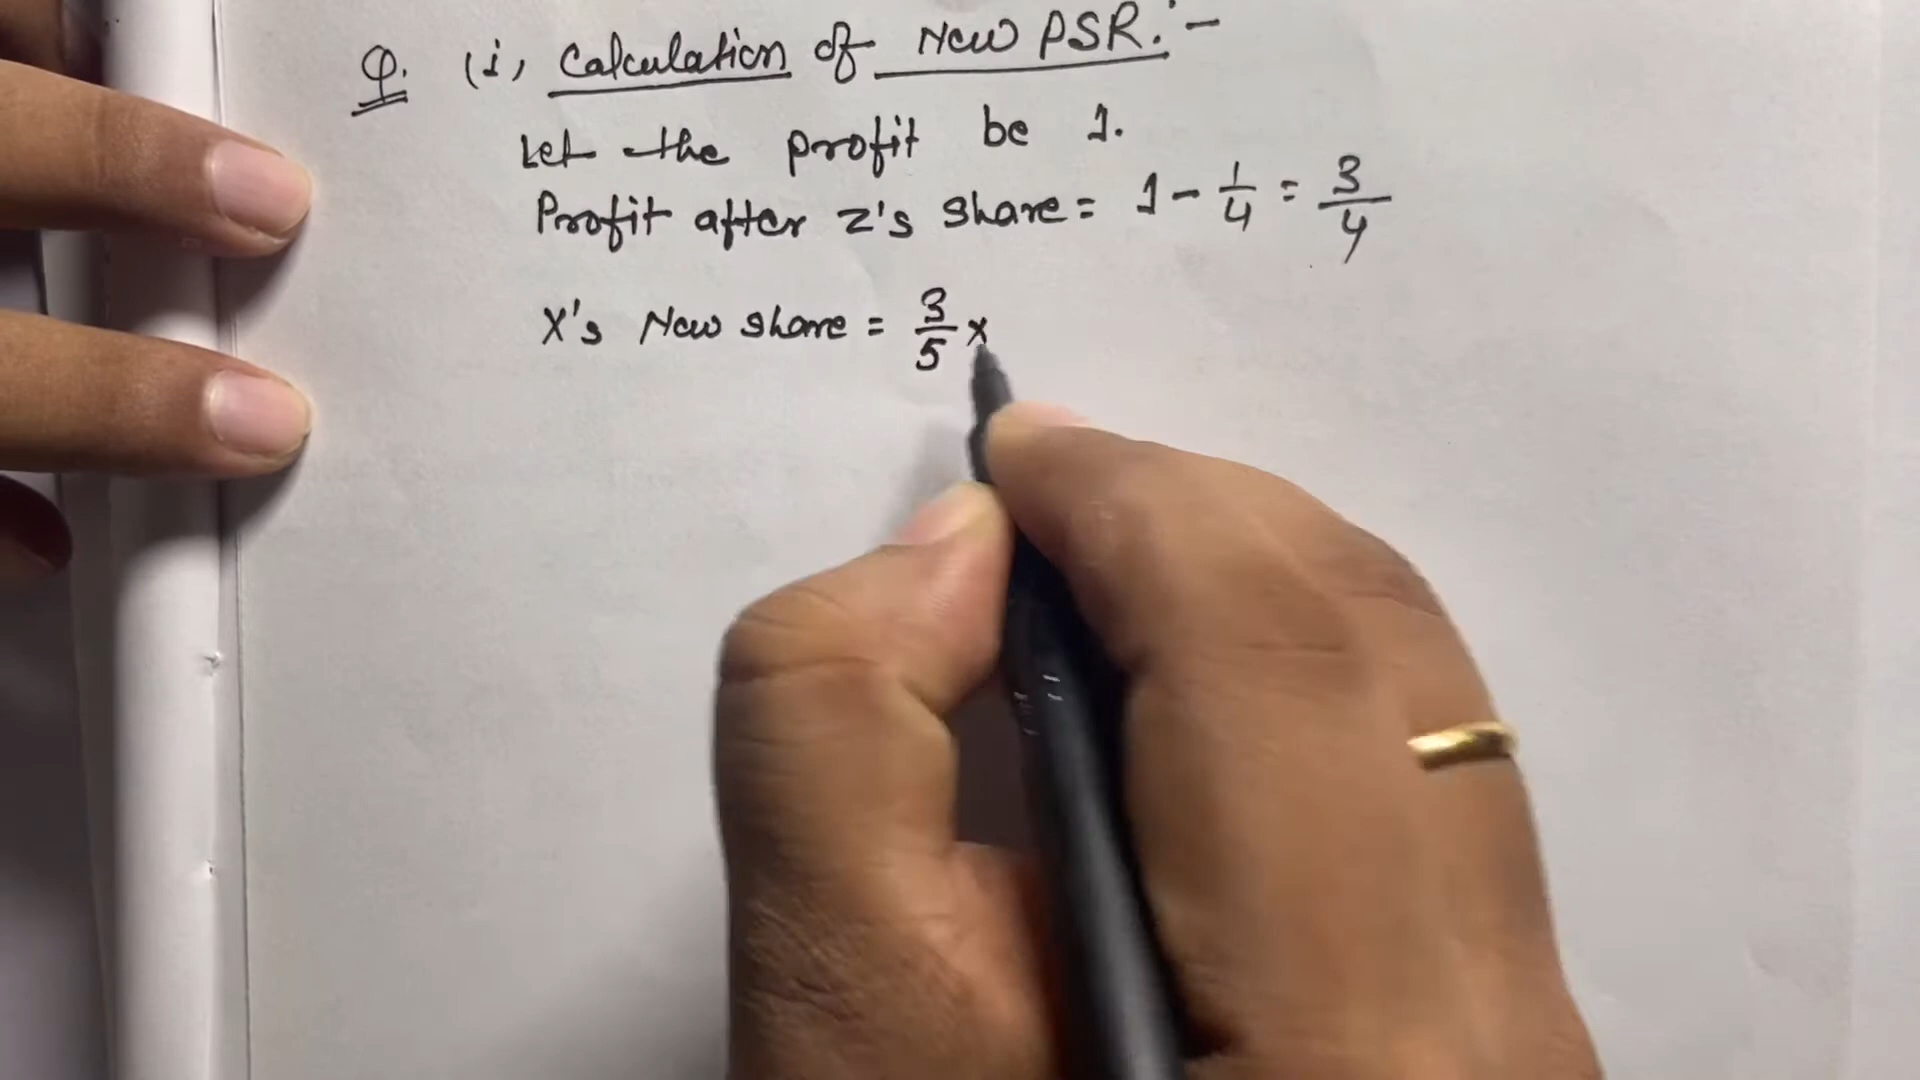 Q. (i) Calculation of New PSR:-
Let the profit be 1.
Profit after Z's share = 1 - 1/4 = 3/4
X's New share = 3/5 x